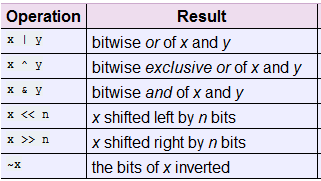 Operation Result
x | y bitwise or of x and y
x ^ y bitwise exclusive or of x and y
x & y bitwise and of x and y
x << n x shifted left by n bits
x >> n x shifted right by n bits
~x the bits of x inverted